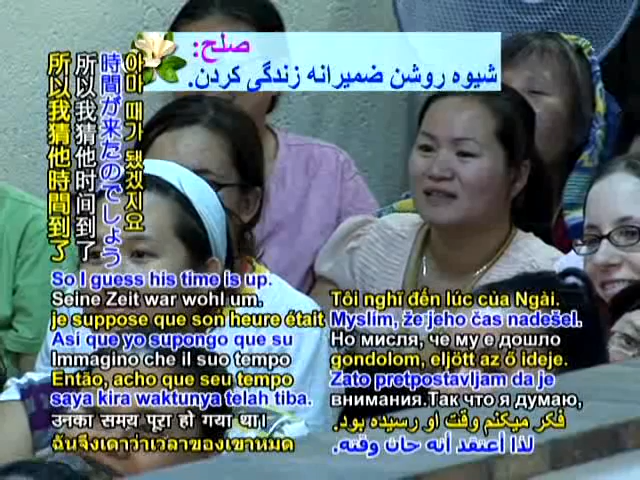 صلح:
شیوه روشن ضمیرانه زندگی کردن.
아마 때가 됐겠지요
時間が来たのでしょう
所以我猜他时间到了
所以我猜他時間到了
So I guess his time is up.
Seine Zeit war wohl um.
je suppose que son heure était
Así que yo supongo que su
Immagino che il suo tempo
Então, acho que seu tempo
saya kira waktunya telah tiba.
उनका समय पूरा हो गया था।
ฉันจึงเดาว่าเวลาของเขาหมด
Tôi nghĩ đến lúc của Ngài.
Myslím, že jeho čas nadešel.
Но мисля, че му е дошло
gondolom, eljött az ő ideje.
Zato pretpostavljam da je
внимания.Так что я думаю,
فکر میکنم وقت او رسیده بود.
لذا أعتقد أنه حان وقته.